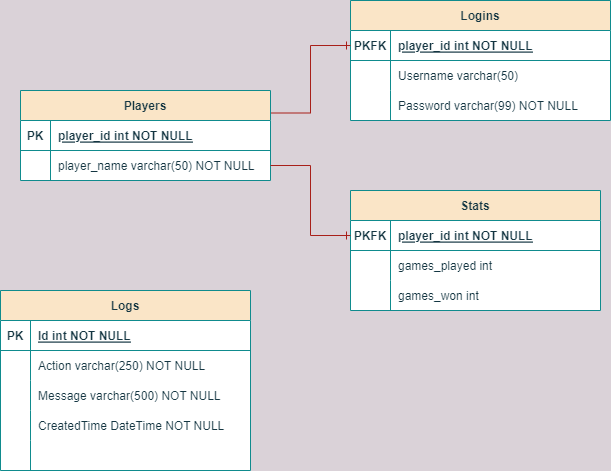 Logins
PKFK player_id int NOT NULL
Username varchar(50)
Password varchar(99) NOT NULL
Players
PK player_id int NOT NULL
player_name varchar(50) NOT NULL
Stats
PKFK player_id int NOT NULL
games_played int
games_won int
Logs
PK Id int NOT NULL
Action varchar(250) NOT NULL
Message varchar(500) NOT NULL
CreatedTime DateTime NOT NULL